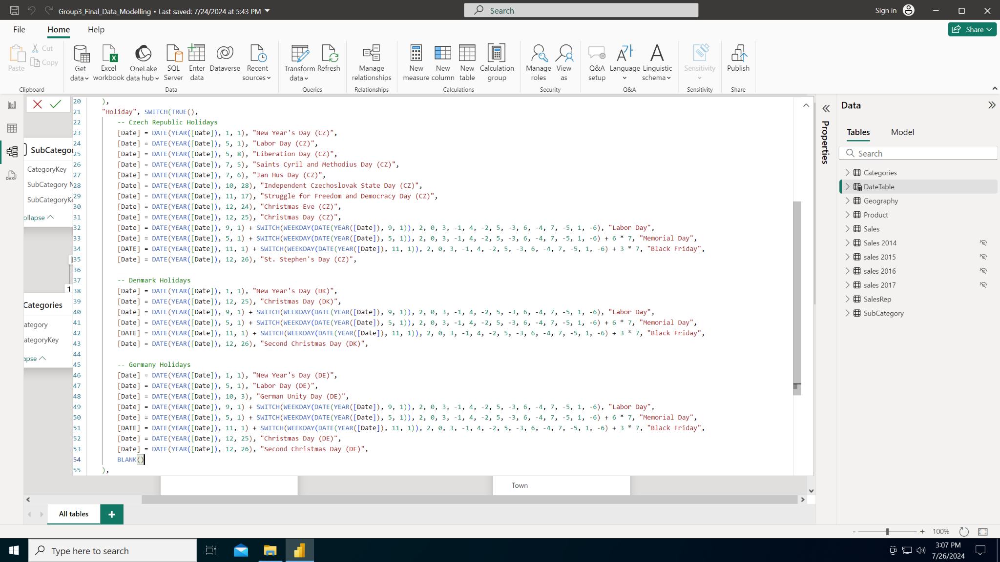 Group3_Final_Data_Modelling • Last saved: 7/24/2024 at 5:43 PM
Search
Sign in
File
Home
Help
Share
Paste
Cut
Copy
Get data
Excel workbook
OneLake data hub
SQL Server
Enter data
Dataverse
Recent sources
Transform data
Refresh
Manage relationships
New measure
New column
New table
Calculation group
Manage roles
View as
Q&A setup
Language
Linguistic schema
Sensitivity
Publish
Clipboard
Data
Queries
Relationships
Calculations
Security
Q&A
Sensitivity
Share
20 ),
21 "Holiday", SWITCH(TRUE(),
22 -- Czech Republic Holidays
23 [Date] = DATE(YEAR([Date]), 1, 1), "New Year's Day (CZ)",
24 [Date] = DATE(YEAR([Date]), 5, 1), "Labor Day (CZ)",
25 [Date] = DATE(YEAR([Date]), 5, 8), "Liberation Day (CZ)",
26 [Date] = DATE(YEAR([Date]), 7, 5), "Saints Cyril and Methodius Day (CZ)",
27 [Date] = DATE(YEAR([Date]), 7, 6), "Jan Hus Day (CZ)",
28 [Date] = DATE(YEAR([Date]), 10, 28), "Independent Czechoslovak State Day (CZ)",
29 [Date] = DATE(YEAR([Date]), 11, 17), "Struggle for Freedom and Democracy Day (CZ)",
30 [Date] = DATE(YEAR([Date]), 12, 24), "Christmas Eve (CZ)",
31 [Date] = DATE(YEAR([Date]), 12, 25), "Christmas Day (CZ)",
32 [Date] = DATE(YEAR([Date]), 9, 1) + SWITCH(WEEKDAY(DATE(YEAR([Date]), 9, 1)), 2, 0, 3, -1, 4, -2, 5, -3, 6, -4, 7, -5, 1, -6), "Labor Day",
33 [Date] = DATE(YEAR([Date]), 5, 1) + SWITCH(WEEKDAY(DATE(YEAR([Date]), 5, 1)), 2, 0, 3, -1, 4, -2, 5, -3, 6, -4, 7, -5, 1, -6) + 6 * 7, "Memorial Day",
34 [DATE] = DATE(YEAR([Date]), 11, 1) + SWITCH(WEEKDAY(DATE(YEAR([Date]), 11, 1)), 2, 0, 3, -1, 4, -2, 5, -3, 6, -4, 7, -5, 1, -6) + 3 * 7, "Black Friday",
35 [Date] = DATE(YEAR([Date]), 12, 26), "St. Stephen's Day (CZ)",
36
37 -- Denmark Holidays
38 [Date] = DATE(YEAR([Date]), 1, 1), "New Year's Day (DK)",
39 [Date] = DATE(YEAR([Date]), 12, 25), "Christmas Day (DK)",
40 [Date] = DATE(YEAR([Date]), 9, 1) + SWITCH(WEEKDAY(DATE(YEAR([Date]), 9, 1)), 2, 0, 3, -1, 4, -2, 5, -3, 6, -4, 7, -5, 1, -6), "Labor Day",
41 [Date] = DATE(YEAR([Date]), 5, 1) + SWITCH(WEEKDAY(DATE(YEAR([Date]), 5, 1)), 2, 0, 3, -1, 4, -2, 5, -3, 6, -4, 7, -5, 1, -6) + 6 * 7, "Memorial Day",
42 [DATE] = DATE(YEAR([Date]), 11, 1) + SWITCH(WEEKDAY(DATE(YEAR([Date]), 11, 1)), 2, 0, 3, -1, 4, -2, 5, -3, 6, -4, 7, -5, 1, -6) + 3 * 7, "Black Friday",
43 [Date] = DATE(YEAR([Date]), 12, 26), "Second Christmas Day (DK)",
44
45 -- Germany Holidays
46 [Date] = DATE(YEAR([Date]), 1, 1), "New Year's Day (DE)",
47 [Date] = DATE(YEAR([Date]), 5, 1), "Labor Day (DE)",
48 [Date] = DATE(YEAR([Date]), 10, 3), "German Unity Day (DE)",
49 [Date] = DATE(YEAR([Date]), 9, 1) + SWITCH(WEEKDAY(DATE(YEAR([Date]), 9, 1)), 2, 0, 3, -1, 4, -2, 5, -3, 6, -4, 7, -5, 1, -6), "Labor Day",
50 [Date] = DATE(YEAR([Date]), 5, 1) + SWITCH(WEEKDAY(DATE(YEAR([Date]), 5, 1)), 2, 0, 3, -1, 4, -2, 5, -3, 6, -4, 7, -5, 1, -6) + 6 * 7, "Memorial Day",
51 [DATE] = DATE(YEAR([Date]), 11, 1) + SWITCH(WEEKDAY(DATE(YEAR([Date]), 11, 1)), 2, 0, 3, -1, 4, -2, 5, -3, 6, -4, 7, -5, 1, -6) + 3 * 7, "Black Friday",
52 [Date] = DATE(YEAR([Date]), 12, 25), "Christmas Day (DE)",
53 [Date] = DATE(YEAR([Date]), 12, 26), "Second Christmas Day (DE)",
54 BLANK()
55 ),
SubCatego
CategoryKey
SubCategory N
SubCategoryKe
ollapse
1
Categories
ategory
ategoryKey
apse
Town
Properties
Data
Tables
Model
Search
Categories
DateTable
Geography
Product
Sales
Sales 2014
sales 2015
sales 2016
sales 2017
SalesRep
SubCategory
All tables
+
- + 100%
Type here to search
3:07 PM
7/26/2024
DAX